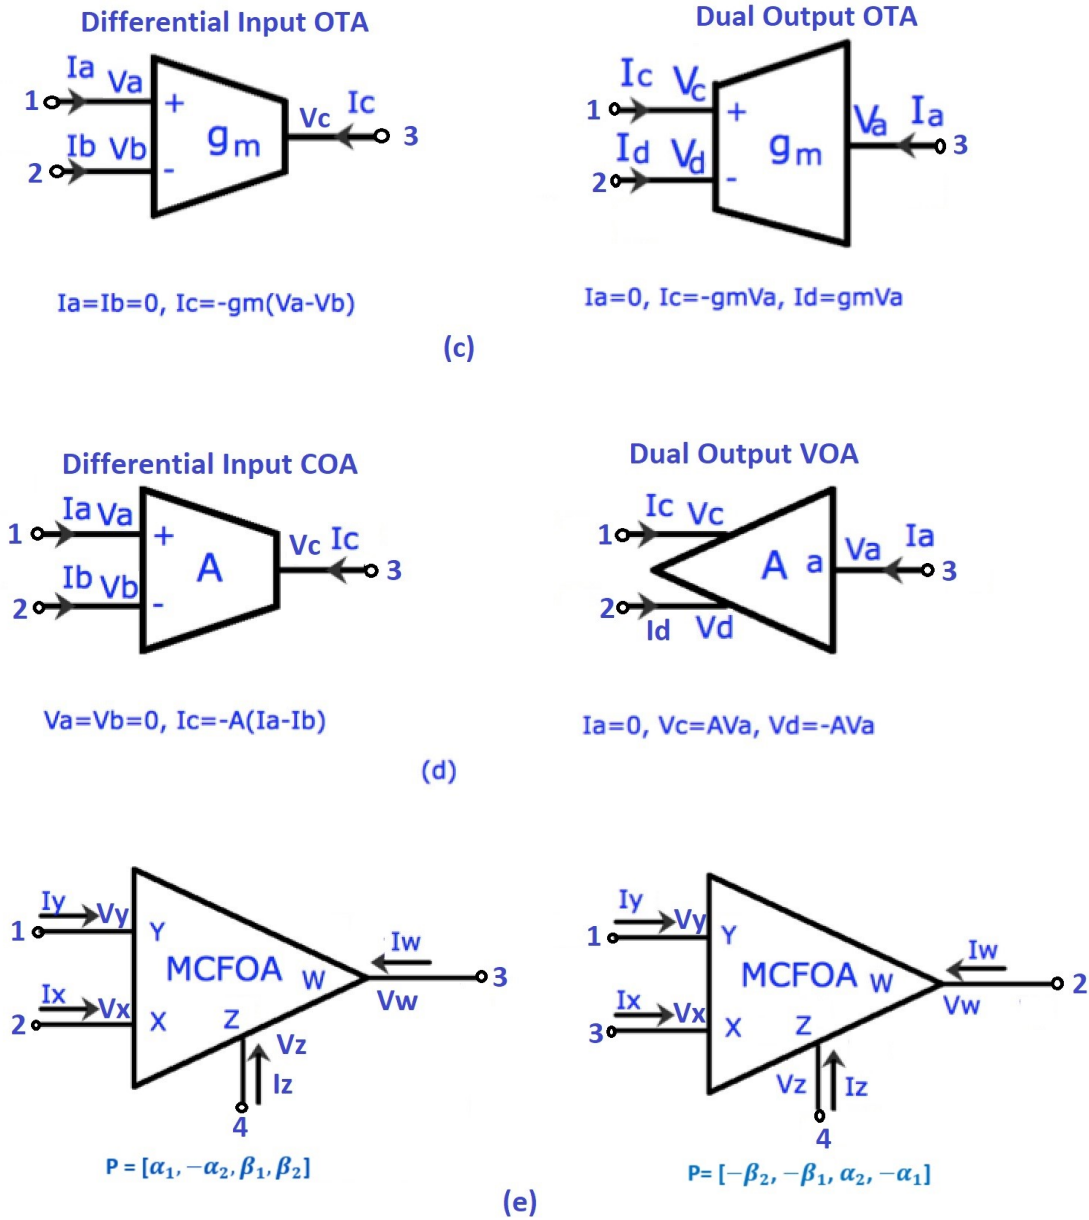 Differential Input OTA
Dual Output OTA
Ia Va
1
+
Ib Vb
2
-
gm
Vc
Ic
3
Ic Vc
1
+
Id Vd
2
-
gm
Va Ia
3
Ia=Ib=0, Ic=-gm(Va-Vb)
Ia=0, Ic=-gmVa, Id=gmVa
(c)
Differential Input COA
Dual Output VOA
Ia Va
1
+
Ib Vb
2
-
A
Vc Ic
3
Ic Vc
1
2
Id Vd
A a
Va Ia
3
Va=Vb=0, Ic=-A(Ia-Ib)
Ia=0, Vc=AVa, Vd=-AVa
(d)
Iy Vy
1
Y
Ix Vx
2
X
MCFOA W
Z
Iw
3
Vw
Vz
Iz
4
Iy Vy
1
Y
Ix Vx
3
X
MCFOA W
Z
Iw
2
Vw
Vz Iz
4
P = [α₁, −α₂, β₁, β₂]
P= [−β₂, −β₁, α₂, −α₁]
(e)